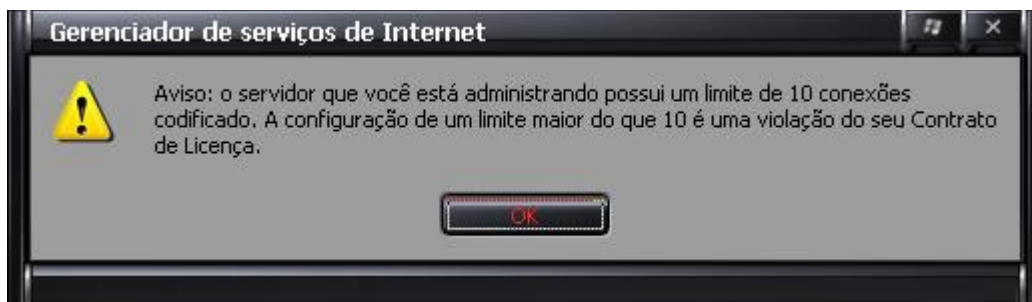 Gerenciador de serviços de Internet
Aviso: o servidor que você está administrando possui um limite de 10 conexões
codificado. A configuração de um limite maior do que 10 é uma violação do seu Contrato
de Licença.
OK